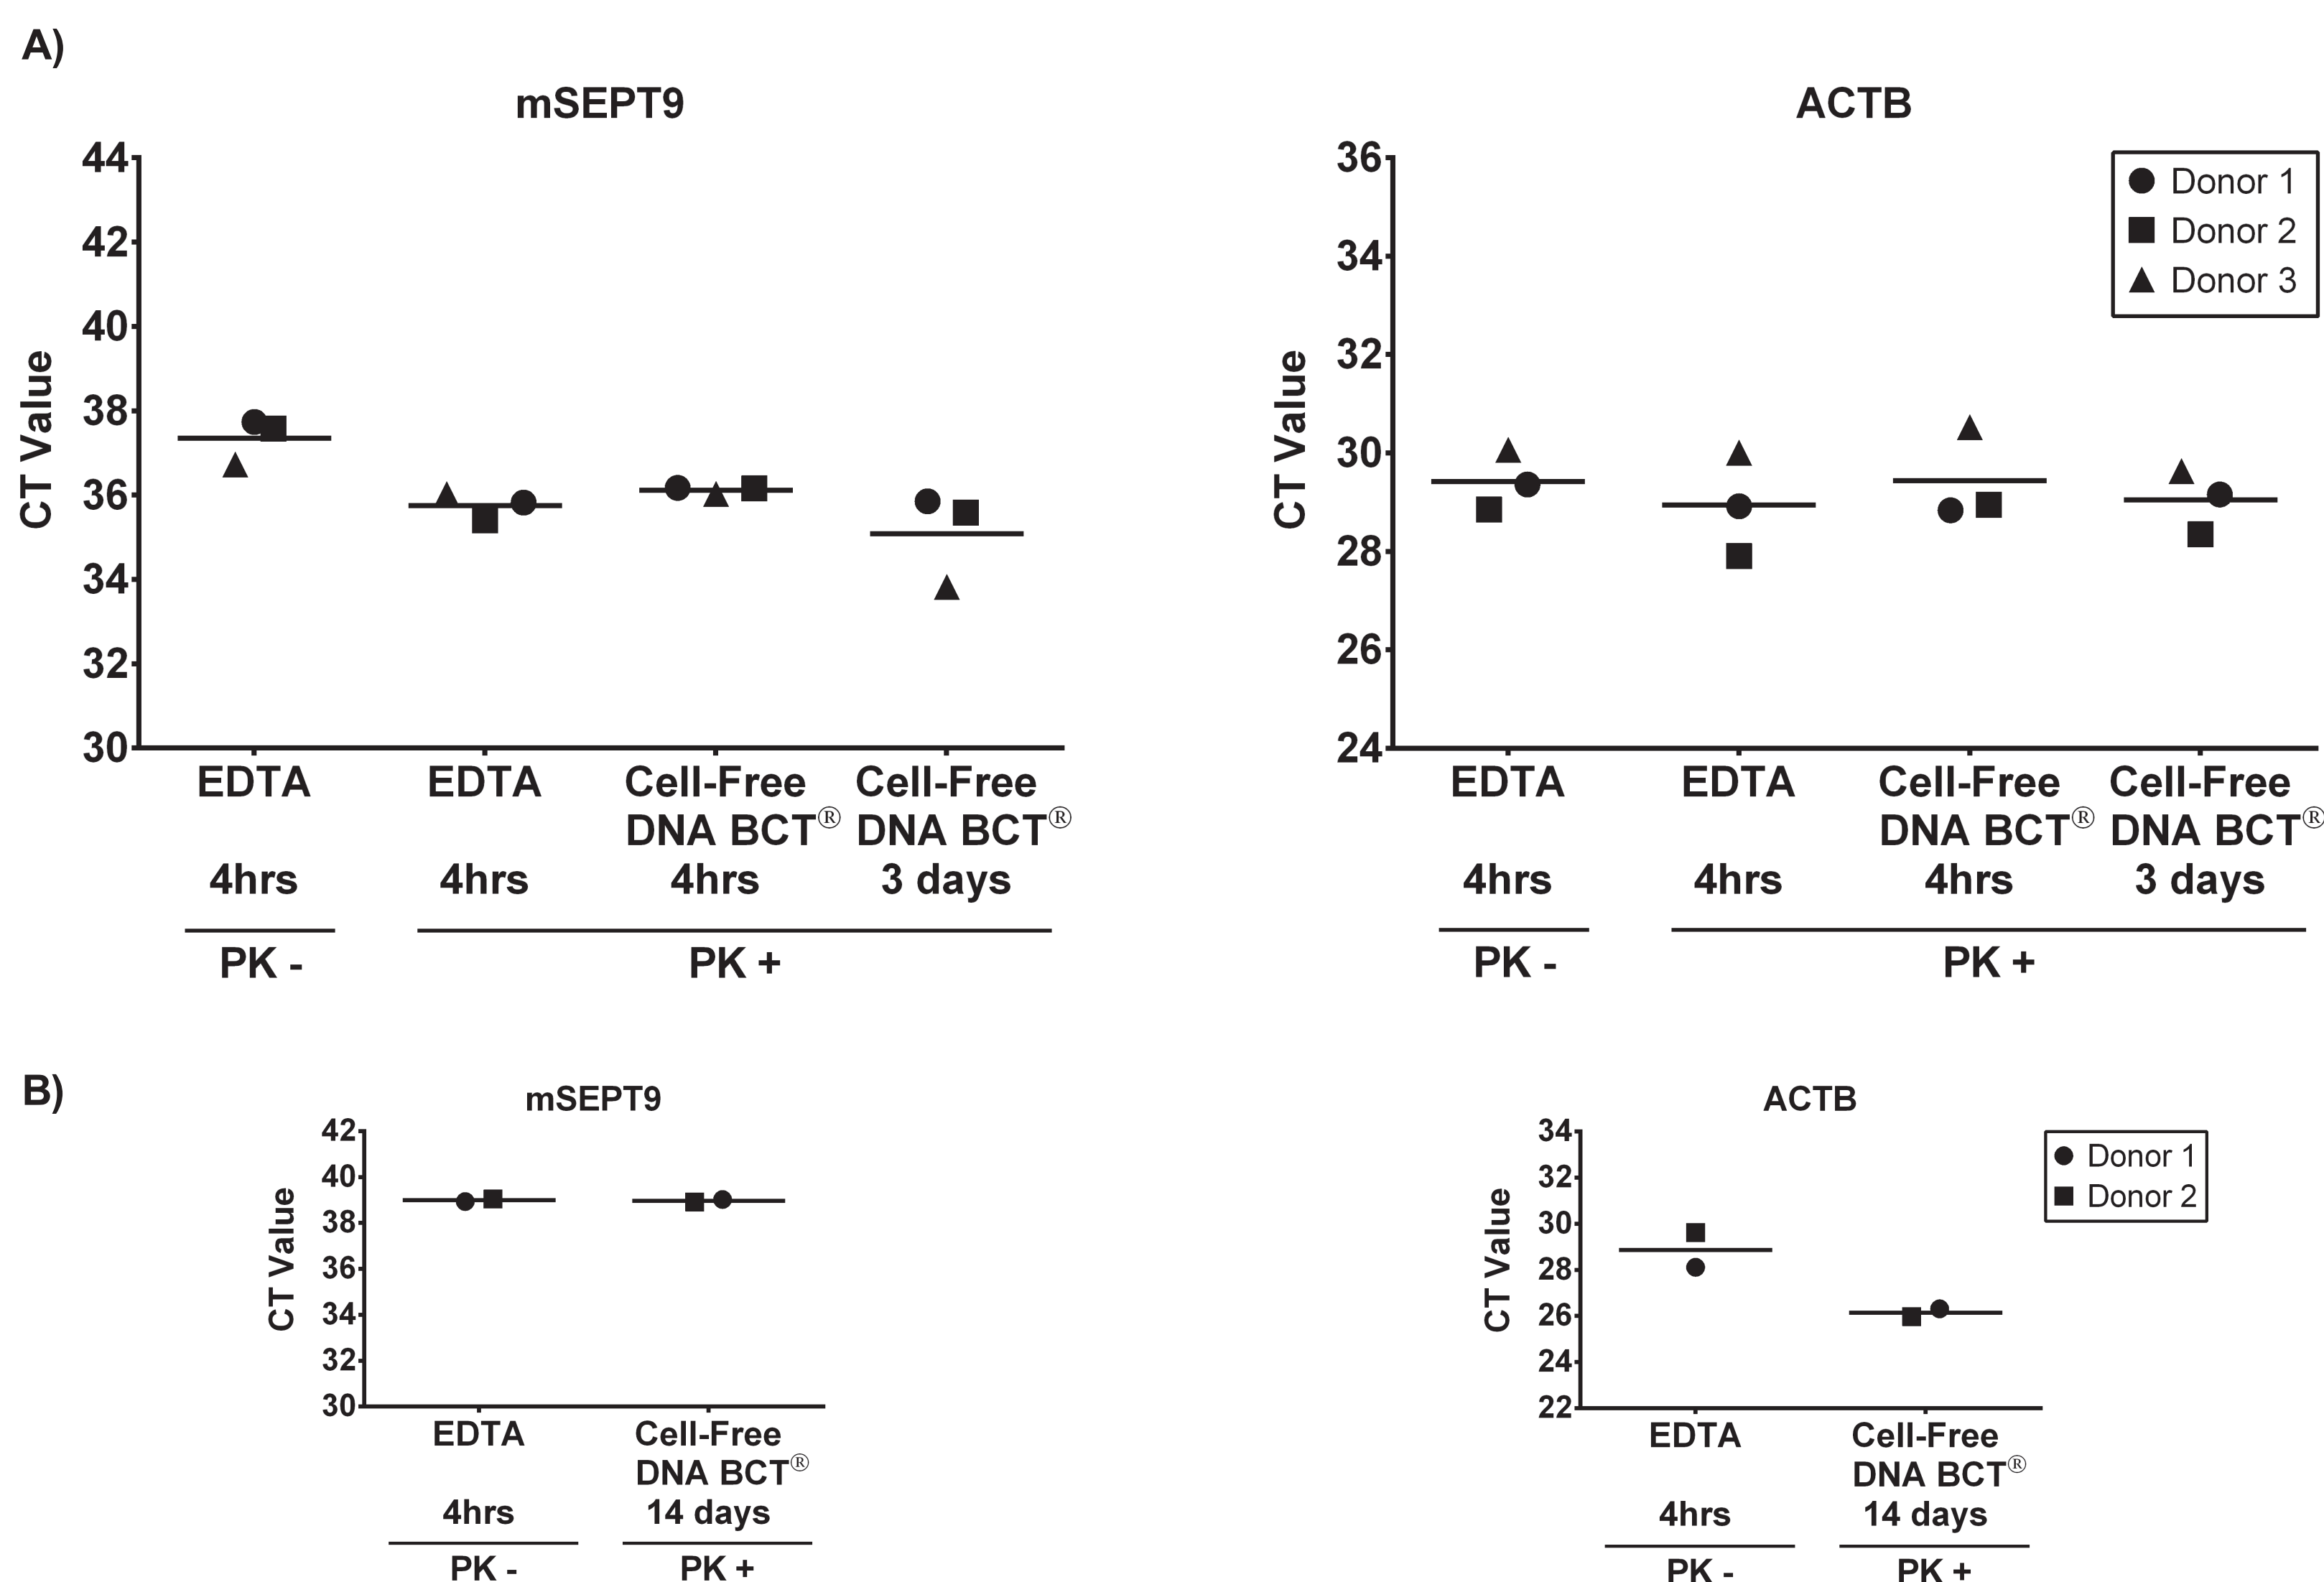 A)
mSEPT9
CT Value
44
42
40
38
36
34
32
30
EDTA EDTA Cell-Free Cell-Free
DNA BCT® DNA BCT®
4hrs 4hrs 4hrs 3 days
PK - PK +
ACTB
CT Value
36
34
32
30
28
26
24
Donor 1
Donor 2
Donor 3
EDTA EDTA Cell-Free Cell-Free
DNA BCT® DNA BCT®
4hrs 4hrs 4hrs 3 days
PK - PK +
B)
mSEPT9
CT Value
42
40
38
36
34
32
30
EDTA Cell-Free
DNA BCT®
4hrs 14 days
PK - PK +
ACTB
CT Value
34
32
30
28
26
24
22
Donor 1
Donor 2
EDTA Cell-Free
DNA BCT®
4hrs 14 days
PK - PK +